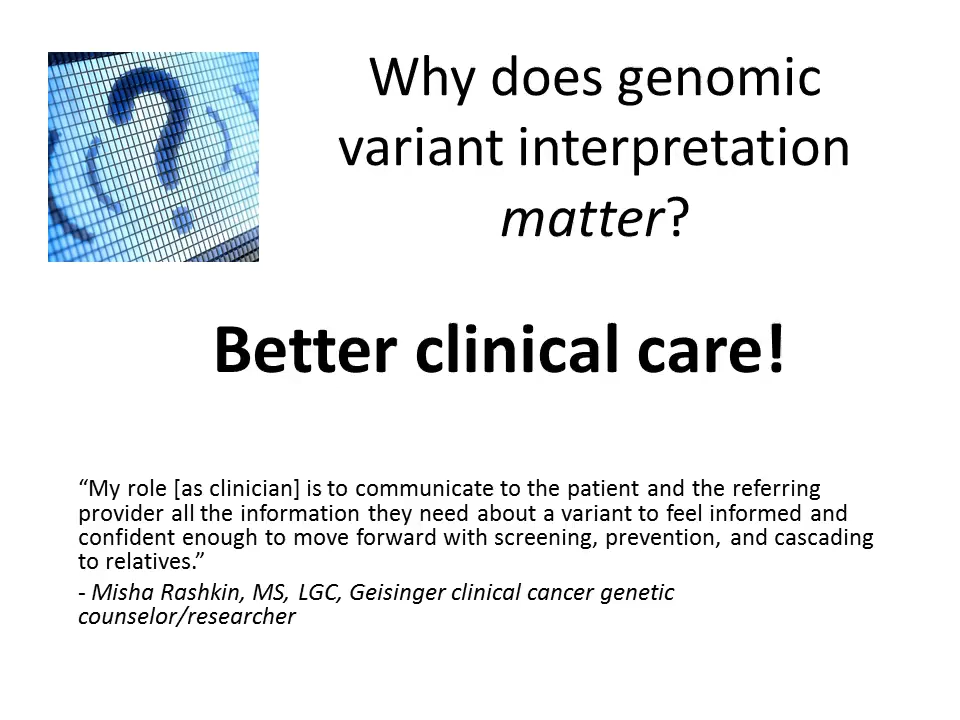 Why does genomic
variant interpretation
matter?
Better clinical care!
“My role [as clinician] is to communicate to the patient and the referring
provider all the information they need about a variant to feel informed and
confident enough to move forward with screening, prevention, and cascading
to relatives.”
- Misha Rashkin, MS, LGC, Geisinger clinical cancer genetic
counselor/researcher